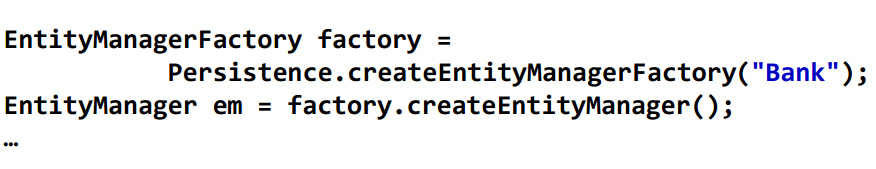 EntityManagerFactory factory =
Persistence.createEntityManagerFactory("Bank");
EntityManager em = factory.createEntityManager();
…